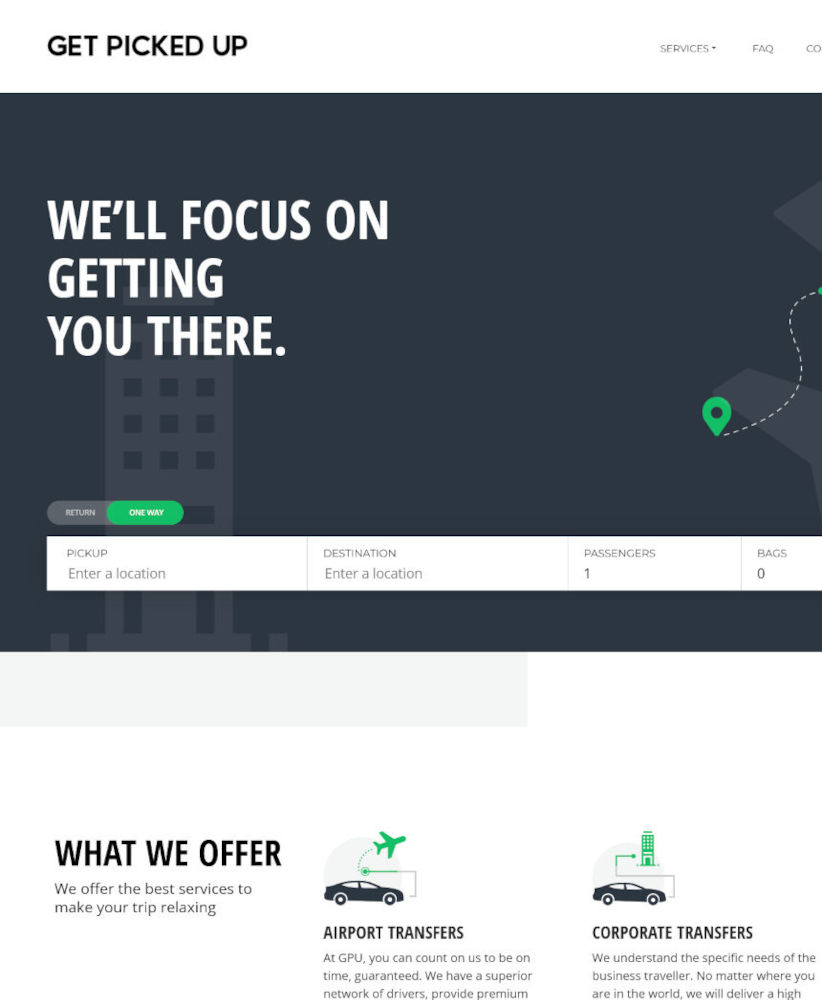 GET PICKED UP
SERVICES
FAQ
CO
WE'LL FOCUS ON
GETTING
YOU THERE.
RETURN
ONE WAY
PICKUP
DESTINATION
PASSENGERS
BAGS
Enter a location
Enter a location
1
0
WHAT WE OFFER
We offer the best services to
make your trip relaxing
AIRPORT TRANSFERS
At GPU, you can count on us to be on
time, guaranteed. We have a superior
network of drivers, provide premium
CORPORATE TRANSFERS
We understand the specific needs of the
business traveller. No matter where you
are in the world, we will deliver a high